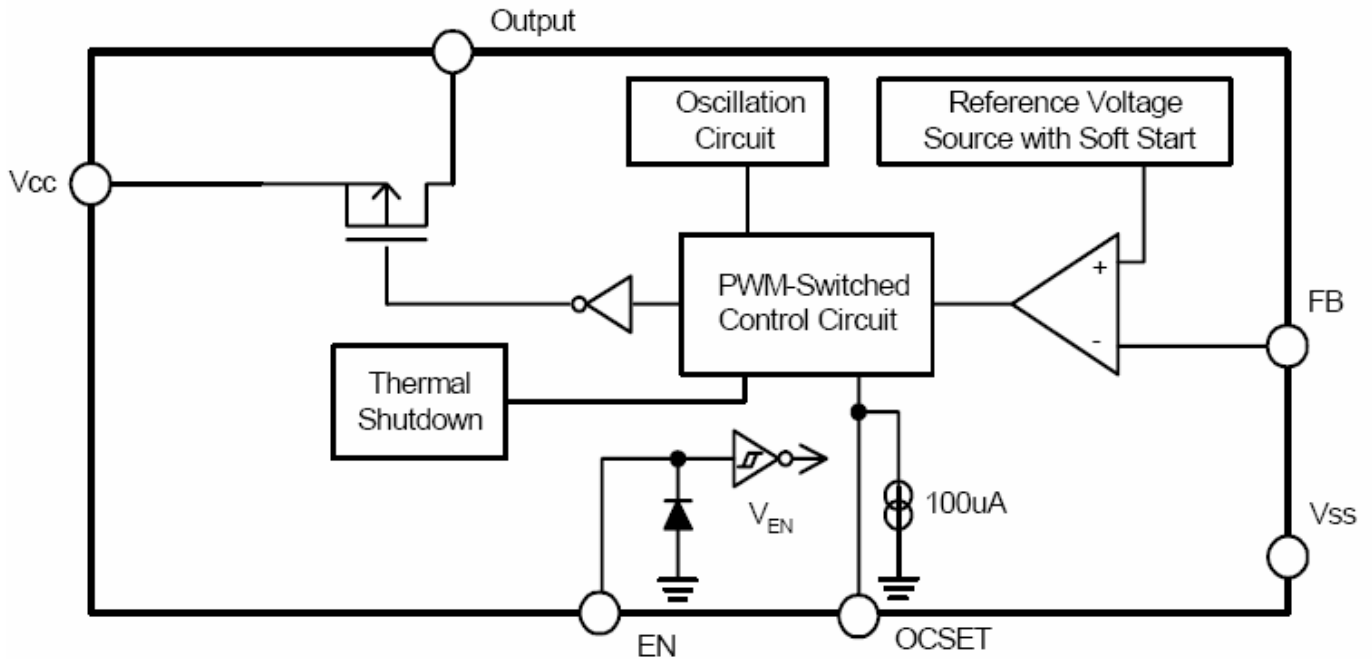 Output
Oscillation
Circuit
Reference Voltage
Source with Soft Start
Vcc
+
PWM-Switched
Control Circuit
FB
-
Thermal
Shutdown
100uA
VEN
Vss
EN
OCSET